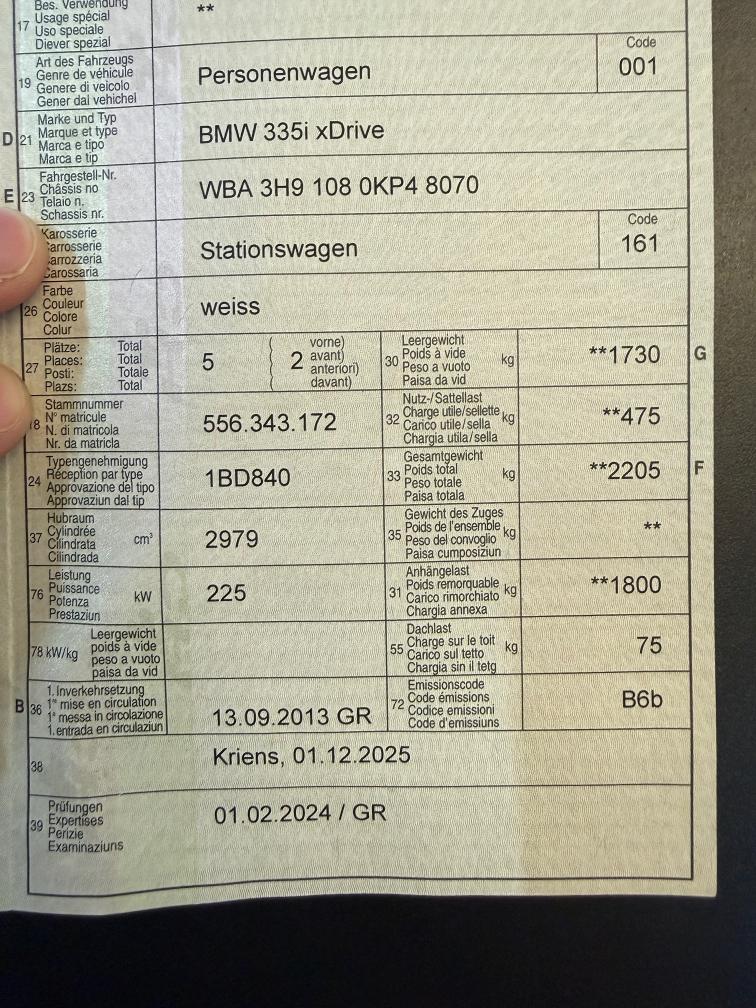 Bes. Verwendung
17 Usage spécial
Uso speciale
Diever spezial
**
Art des Fahrzeugs
19 Genre de véhicule
Genere di veicolo
Gener dal vehichel
Personenwagen
Code
001
Marke und Typ
D 21 Marque et type
Marca e tipo
Marca e tip
BMW 335i xDrive
Fahrgestell-Nr.
E 23 Châssis no
Telaio n.
Schassis nr.
WBA 3H9 108 0KP4 8070
Karosserie
Carrosserie
Carrozzeria
Carossaria
Stationswagen
Code
161
Farbe
26 Couleur
Colore
Colur
weiss
Plätze: Total
27 Places: Total
Posti: Totale
Plazs: Total
5
( 2 vorne)
avant)
anteriori)
davant)
Leergewicht
30 Poids à vide kg
Peso a vuoto
Paisa da vid
**1730 G
Stammnummer
18 N° matricule
N. di matricola
Nr. da matricla
556.343.172
Nutz-/Sattellast
32 Charge utile/sellette kg
Carico utile/sella
Chargia utila/sella
**475
Typengenehmigung
24 Réception par type
Approvazione del tipo
Approvaziun dal tip
1BD840
Gesamtgewicht
33 Poids total kg
Peso totale
Paisa totala
**2205 F
Hubraum
37 Cylindrée cm³
Cilindrata
Cilindrada
2979
Gewicht des Zuges
35 Poids de l'ensemble kg
Peso del convoglio
Paisa cumposiziun
**
Leistung
76 Puissance kW
Potenza
Prestaziun
225
Anhängelast
31 Poids remorquable kg
Carico rimorchiato
Chargia annexa
**1800
Leergewicht
78 kW/kg poids à vide
peso a vuoto
paisa da vid
Dachlast
55 Charge sur le toit kg
Carico sul tetto
Chargia sin il tetg
75
1. Inverkehrsetzung
B 36 1re mise en circulation
1a messa in circolazione
1. entrada en circulaziun
13.09.2013 GR
Emissionscode
72 Code émissions
Codice emissioni
Code d'emissiuns
B6b
38
Kriens, 01.12.2025
Prüfungen
39 Expertises
Perizie
Examinaziuns
01.02.2024 / GR